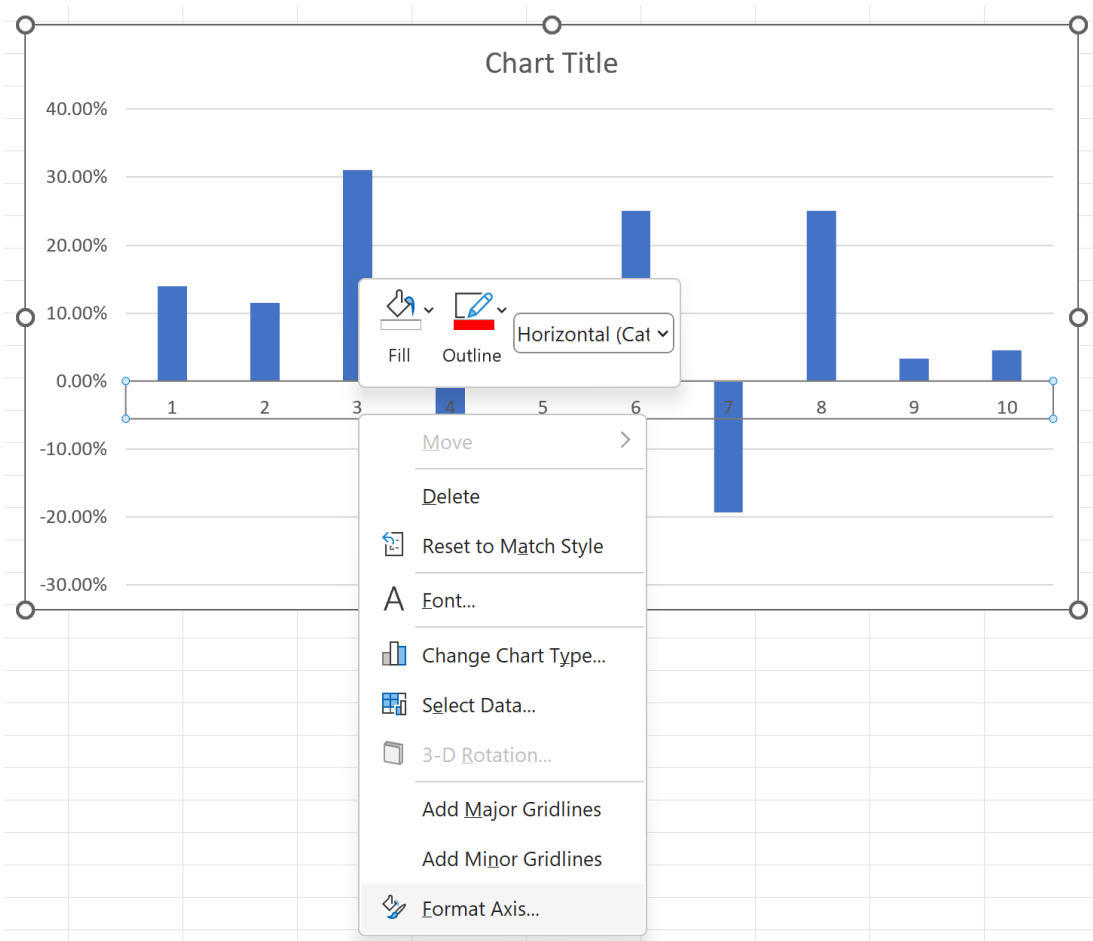 Chart Title
40.00%
30.00%
20.00%
10.00%
0.00%
-10.00%
-20.00%
-30.00%
Fill
Outline
Horizontal (Cat
1 2 3 4 5 6 7 8 9 10
Move
Delete
Reset to Match Style
Font...
Change Chart Type...
Select Data...
3-D Rotation...
Add Major Gridlines
Add Minor Gridlines
Format Axis...